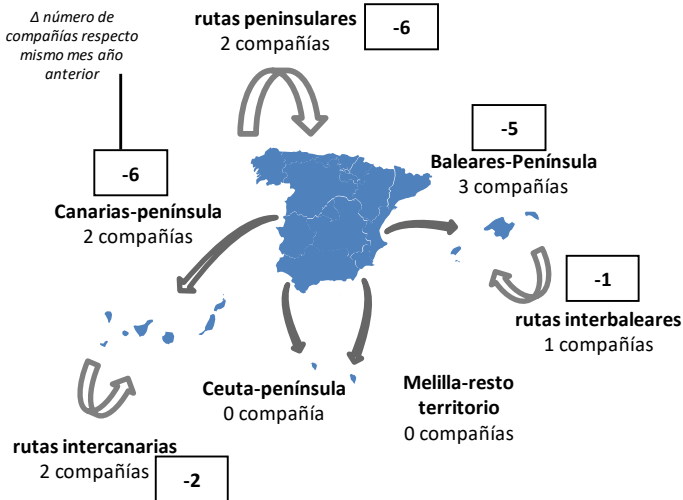 Δ número de
compañías respecto
mismo mes año
anterior
rutas peninsulares
2 compañías
-6
-5
Baleares-Península
3 compañías
-6
Canarias-península
2 compañías
-1
rutas interbaleares
1 compañías
Ceuta-península
0 compañía
Melilla-resto
territorio
0 compañías
rutas intercanarias
2 compañías
-2